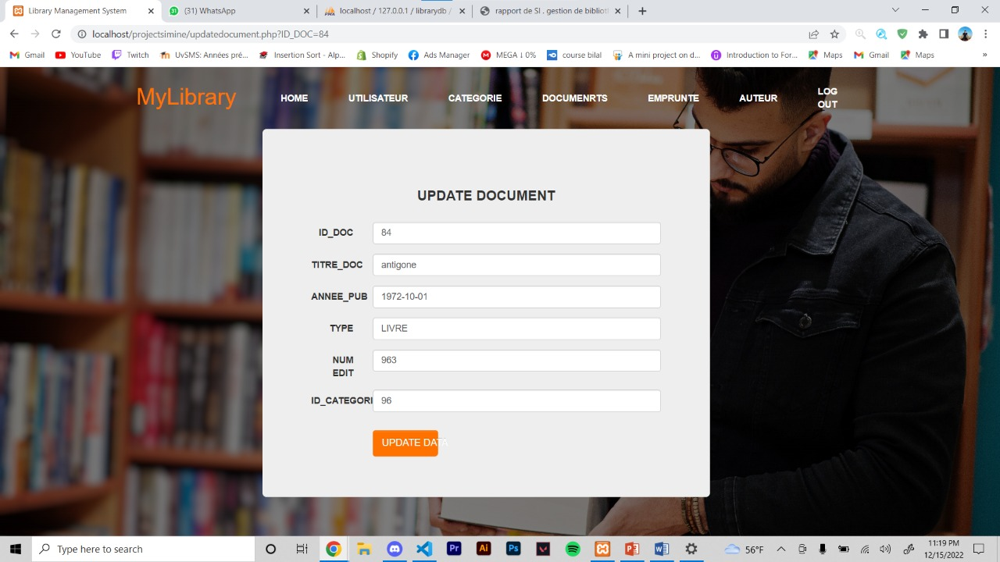 Library Management System
(31) WhatsApp
localhost / 127.0.0.1 / librarydb /
rapport de SI . gestion de bibliotl
localhost/projectsimine/updatedocument.php?ID_DOC=84
Gmail YouTube Twitch UvSMS: Années pré... Insertion Sort - Alp... Shopify Ads Manager MEGA ↓ 0% course bilal A mini project on d... Introduction to For... Maps Gmail Maps »
MyLibrary HOME UTILISATEUR CATEGORIE DOCUMENRTS EMPRUNTE AUTEUR LOG
OUT
UPDATE DOCUMENT
ID_DOC 84
TITRE_DOC antigone
ANNEE_PUB 1972-10-01
TYPE LIVRE
NUM 963
EDIT
ID_CATEGORI 96
UPDATE DATA
Type here to search
Pr Ai Ps
56°F
11:19 PM
12/15/2022